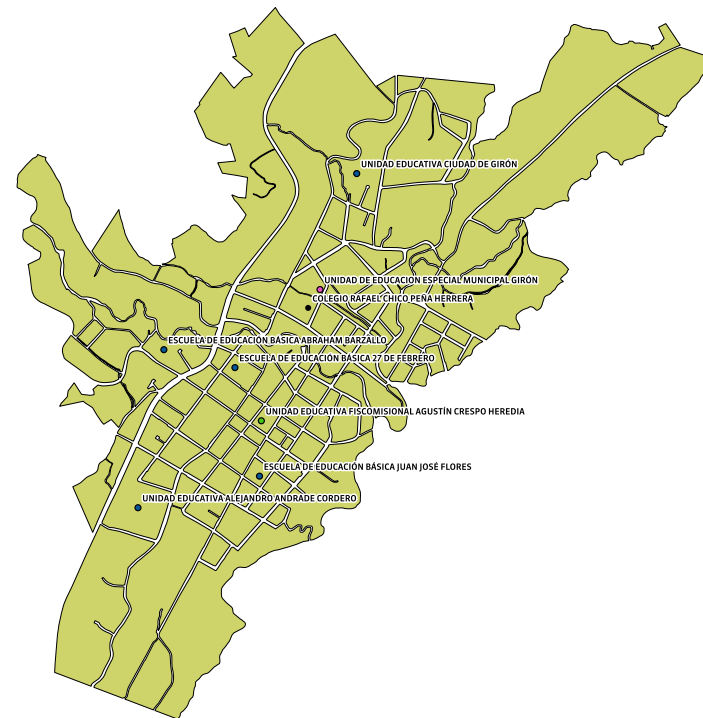 UNIDAD EDUCATIVA CIUDAD DE GIRÓN
UNIDAD DE EDUCACION ESPECIAL MUNICIPAL GIRÓN
COLEGIO RAFAEL CHICO PEÑA HERRERA
ESCUELA DE EDUCACIÓN BÁSICA ABRAHAM BARZALLO
ESCUELA DE EDUCACIÓN BÁSICA 27 DE FEBRERO
UNIDAD EDUCATIVA FISCOMISIONAL AGUSTÍN CRESPO HEREDIA
ESCUELA DE EDUCACIÓN BÁSICA JUAN JOSÉ FLORES
UNIDAD EDUCATIVA ALEJANDRO ANDRADE CORDERO